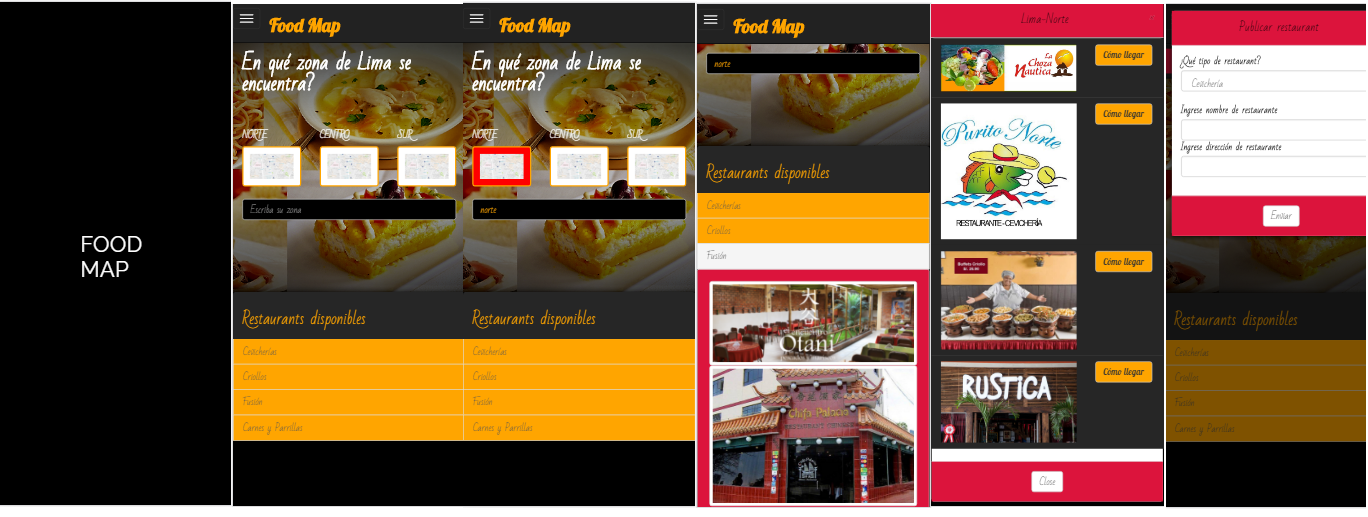 FOOD
MAP
Food Map
En qué zona de Lima se
encuentra?
NORTE CENTRO SUR
Escriba su zona
Restaurants disponibles
Cevicherías
Criollos
Fusión
Carnes y Parrillas
Food Map
En qué zona de Lima se
encuentra?
NORTE CENTRO SUR
norte
Restaurants disponibles
Cevicherías
Criollos
Fusión
Carnes y Parrillas
Food Map
norte
Restaurants disponibles
Cevicherías
Criollos
Fusión
大
谷
Otani
Chifa Palacio
Lima-Norte
La
Choza
Nautica
Cómo llegar
Purito Norte
RESTAURANTE-CEVICHERÍA
Cómo llegar
Buffete Criollo
Cómo llegar
RUSTICA
Cómo llegar
Close
Publicar restaurant
¿Qué tipo de restaurant?
Cevichería
Ingrese nombre de restaurante
Ingrese dirección de restaurante
Enviar
Restaurants disponibles
Cevicherías
Criollos
Fusión
Carnes y Parrillas